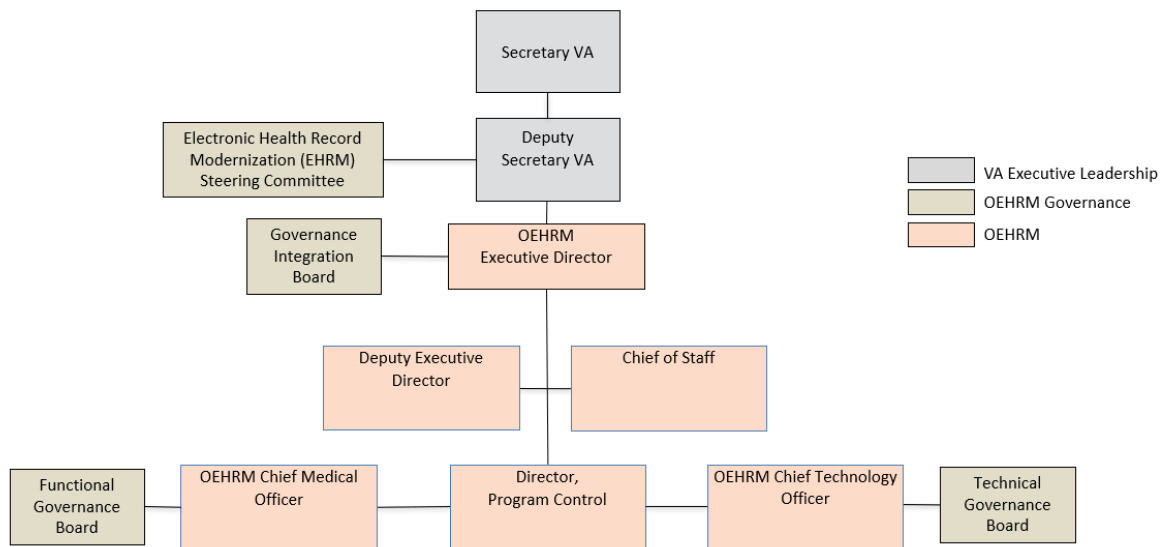 Secretary VA
Electronic Health Record
Modernization (EHRM)
Steering Committee
Deputy
Secretary VA
VA Executive Leadership
OEHRM Governance
OEHRM
Governance
Integration
Board
OEHRM
Executive Director
Deputy Executive
Director
Chief of Staff
Functional
Governance
Board
OEHRM Chief Medical
Officer
Director,
Program Control
OEHRM Chief Technology
Officer
Technical
Governance
Board